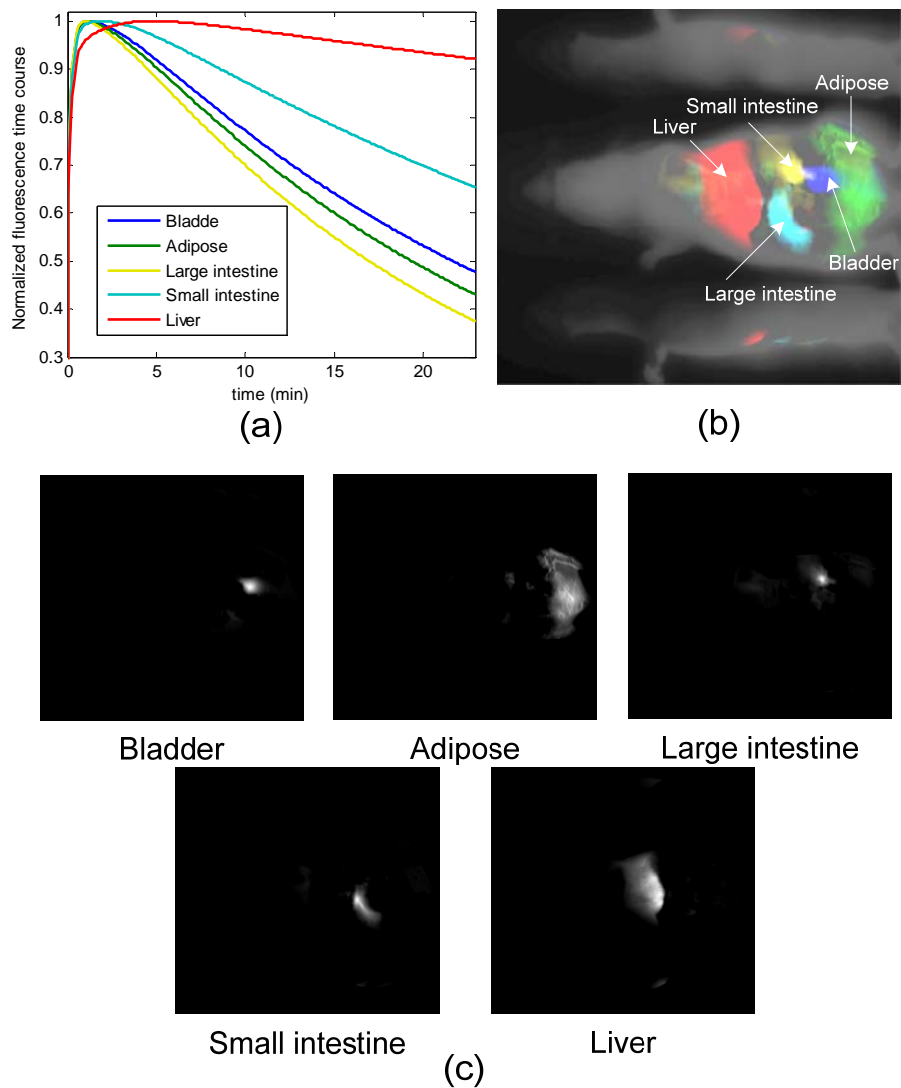 Normalized fluorescence time course
1
0.9
0.8
0.7
0.6
0.5
0.4
0.3
Bladde
Adipose
Large intestine
Small intestine
Liver
0 5 10 15 20
time (min)
(a)
Adipose
Small intestine
Liver
Bladder
Large intestine
(b)
Bladder
Adipose
Large intestine
Small intestine
Liver
(c)